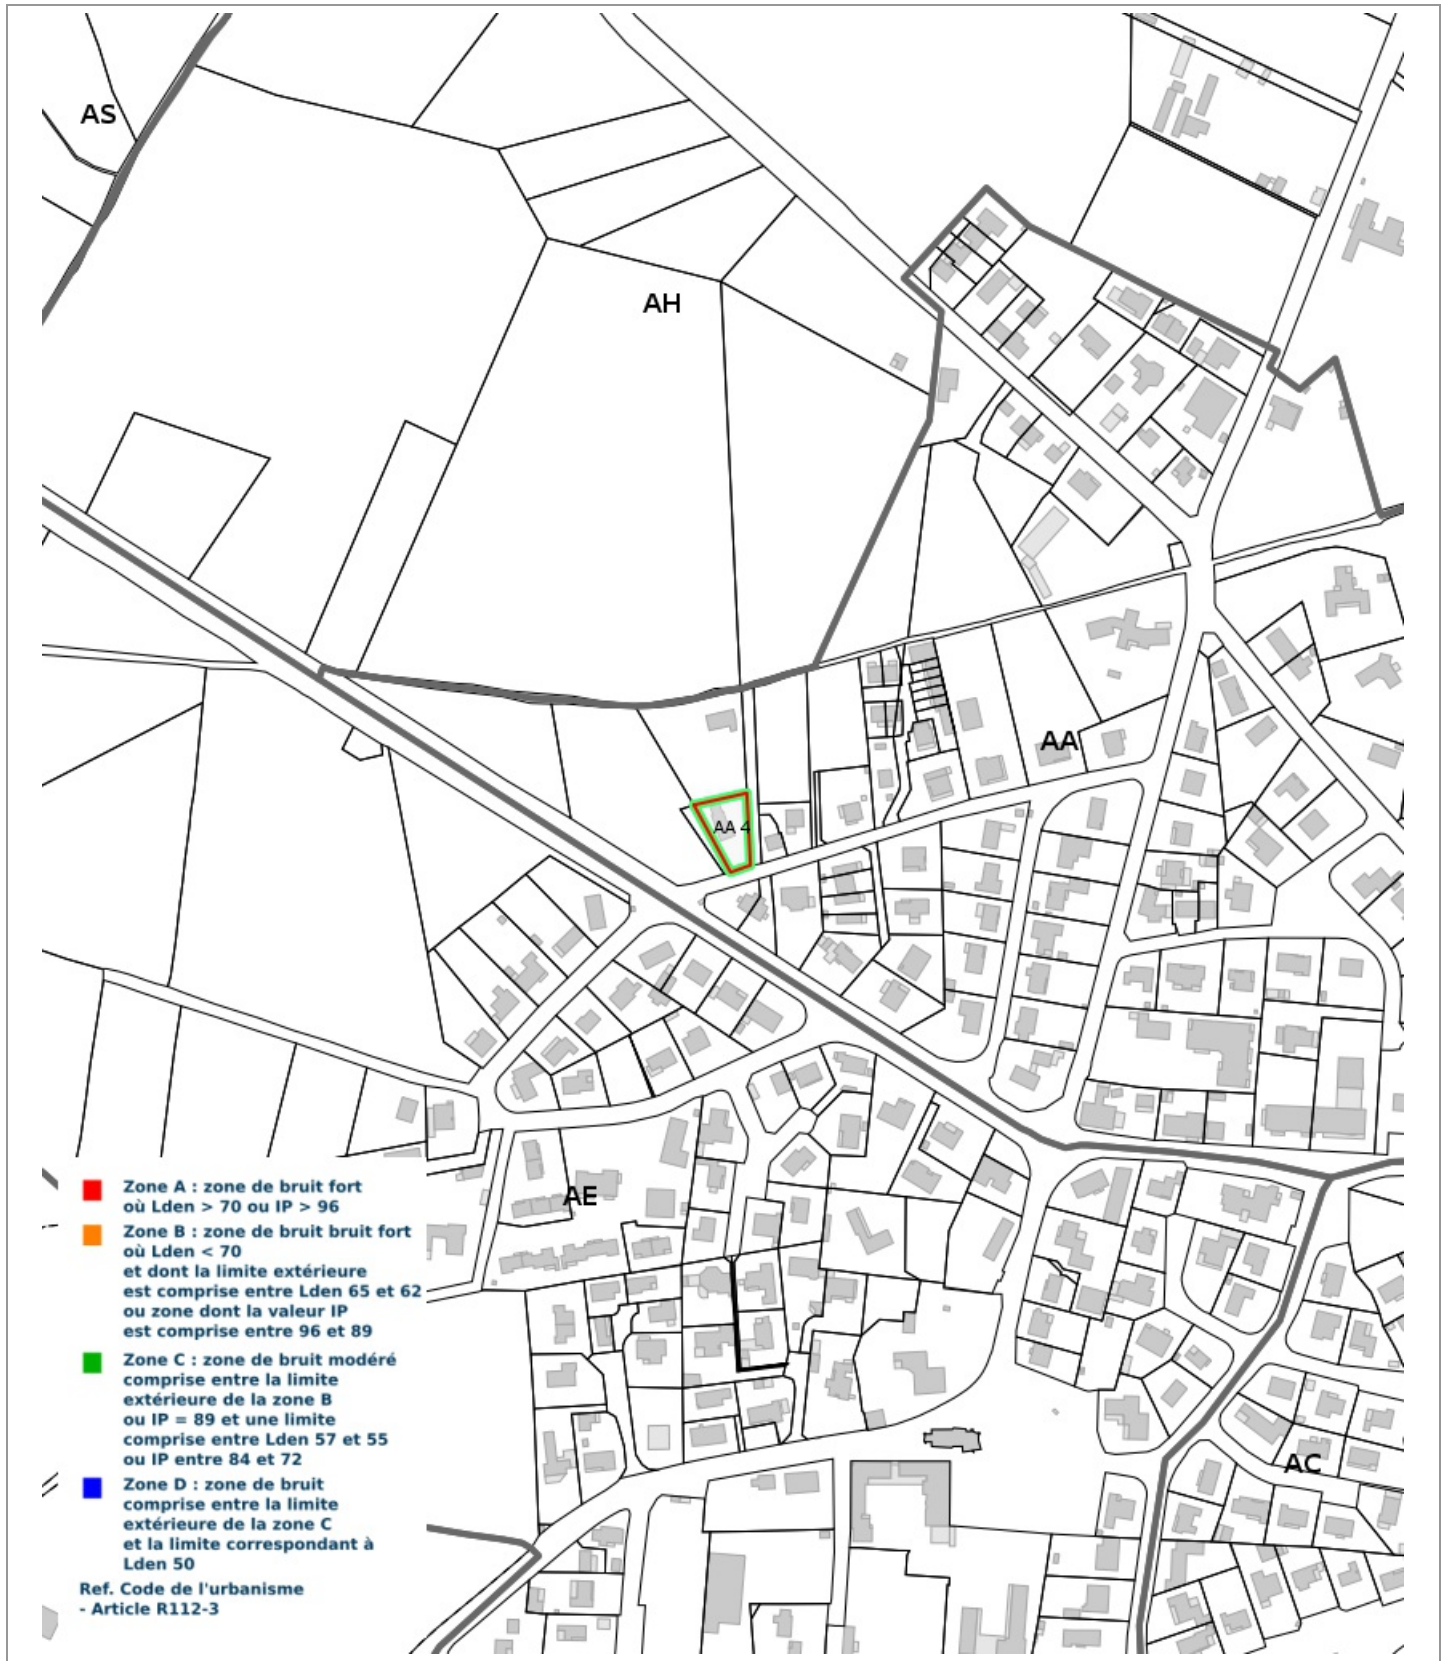 AS
AH
AA
AA 4
AE
AC
Zone A : zone de bruit fort
où Lden > 70 ou IP > 96
Zone B : zone de bruit bruit fort
où Lden < 70
et dont la limite extérieure
est comprise entre Lden 65 et 62
ou zone dont la valeur IP
est comprise entre 96 et 89
Zone C : zone de bruit modéré
comprise entre la limite
extérieure de la zone B
ou IP = 89 et une limite
comprise entre Lden 57 et 55
ou IP entre 84 et 72
Zone D : zone de bruit
comprise entre la limite
extérieure de la zone C
et la limite correspondant à
Lden 50
Ref. Code de l'urbanisme
- Article R112-3